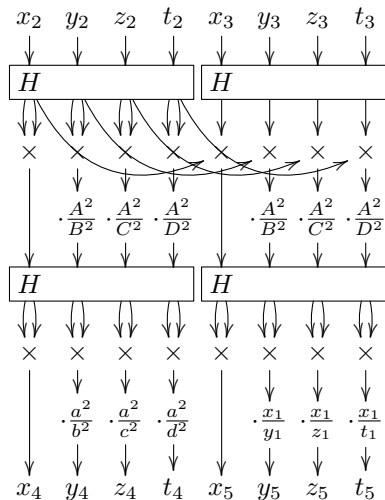 x₂ y₂ z₂ t₂ x₃ y₃ z₃ t₃
H H
× × × × × × × ×
·A²/B² ·A²/C² ·A²/D² ·A²/B² ·A²/C² ·A²/D²
H H
× × × × × × × ×
·a²/b² ·a²/c² ·a²/d² ·x₁/y₁ ·x₁/z₁ ·x₁/t₁
x₄ y₄ z₄ t₄ x₅ y₅ z₅ t₅